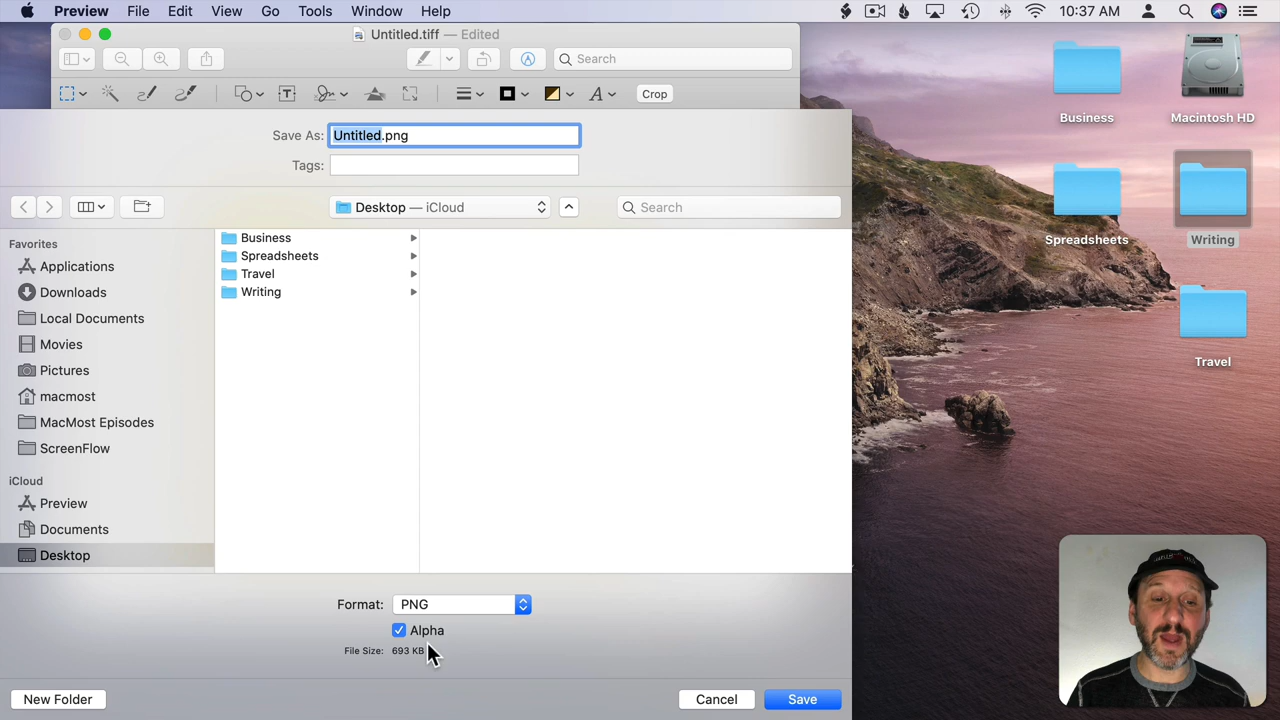 Preview File Edit View Go Tools Window Help 10:37 AM
Untitled.tiff — Edited
Search
Crop
Save As: Untitled.png
Tags:
Desktop — iCloud
Search
Favorites
Applications
Downloads
Local Documents
Movies
Pictures
macmost
MacMost Episodes
ScreenFlow
iCloud
Preview
Documents
Desktop
Business
Spreadsheets
Travel
Writing
Format: PNG
Alpha
File Size: 693 KB
New Folder Cancel Save
Business Macintosh HD
Spreadsheets Writing
Travel